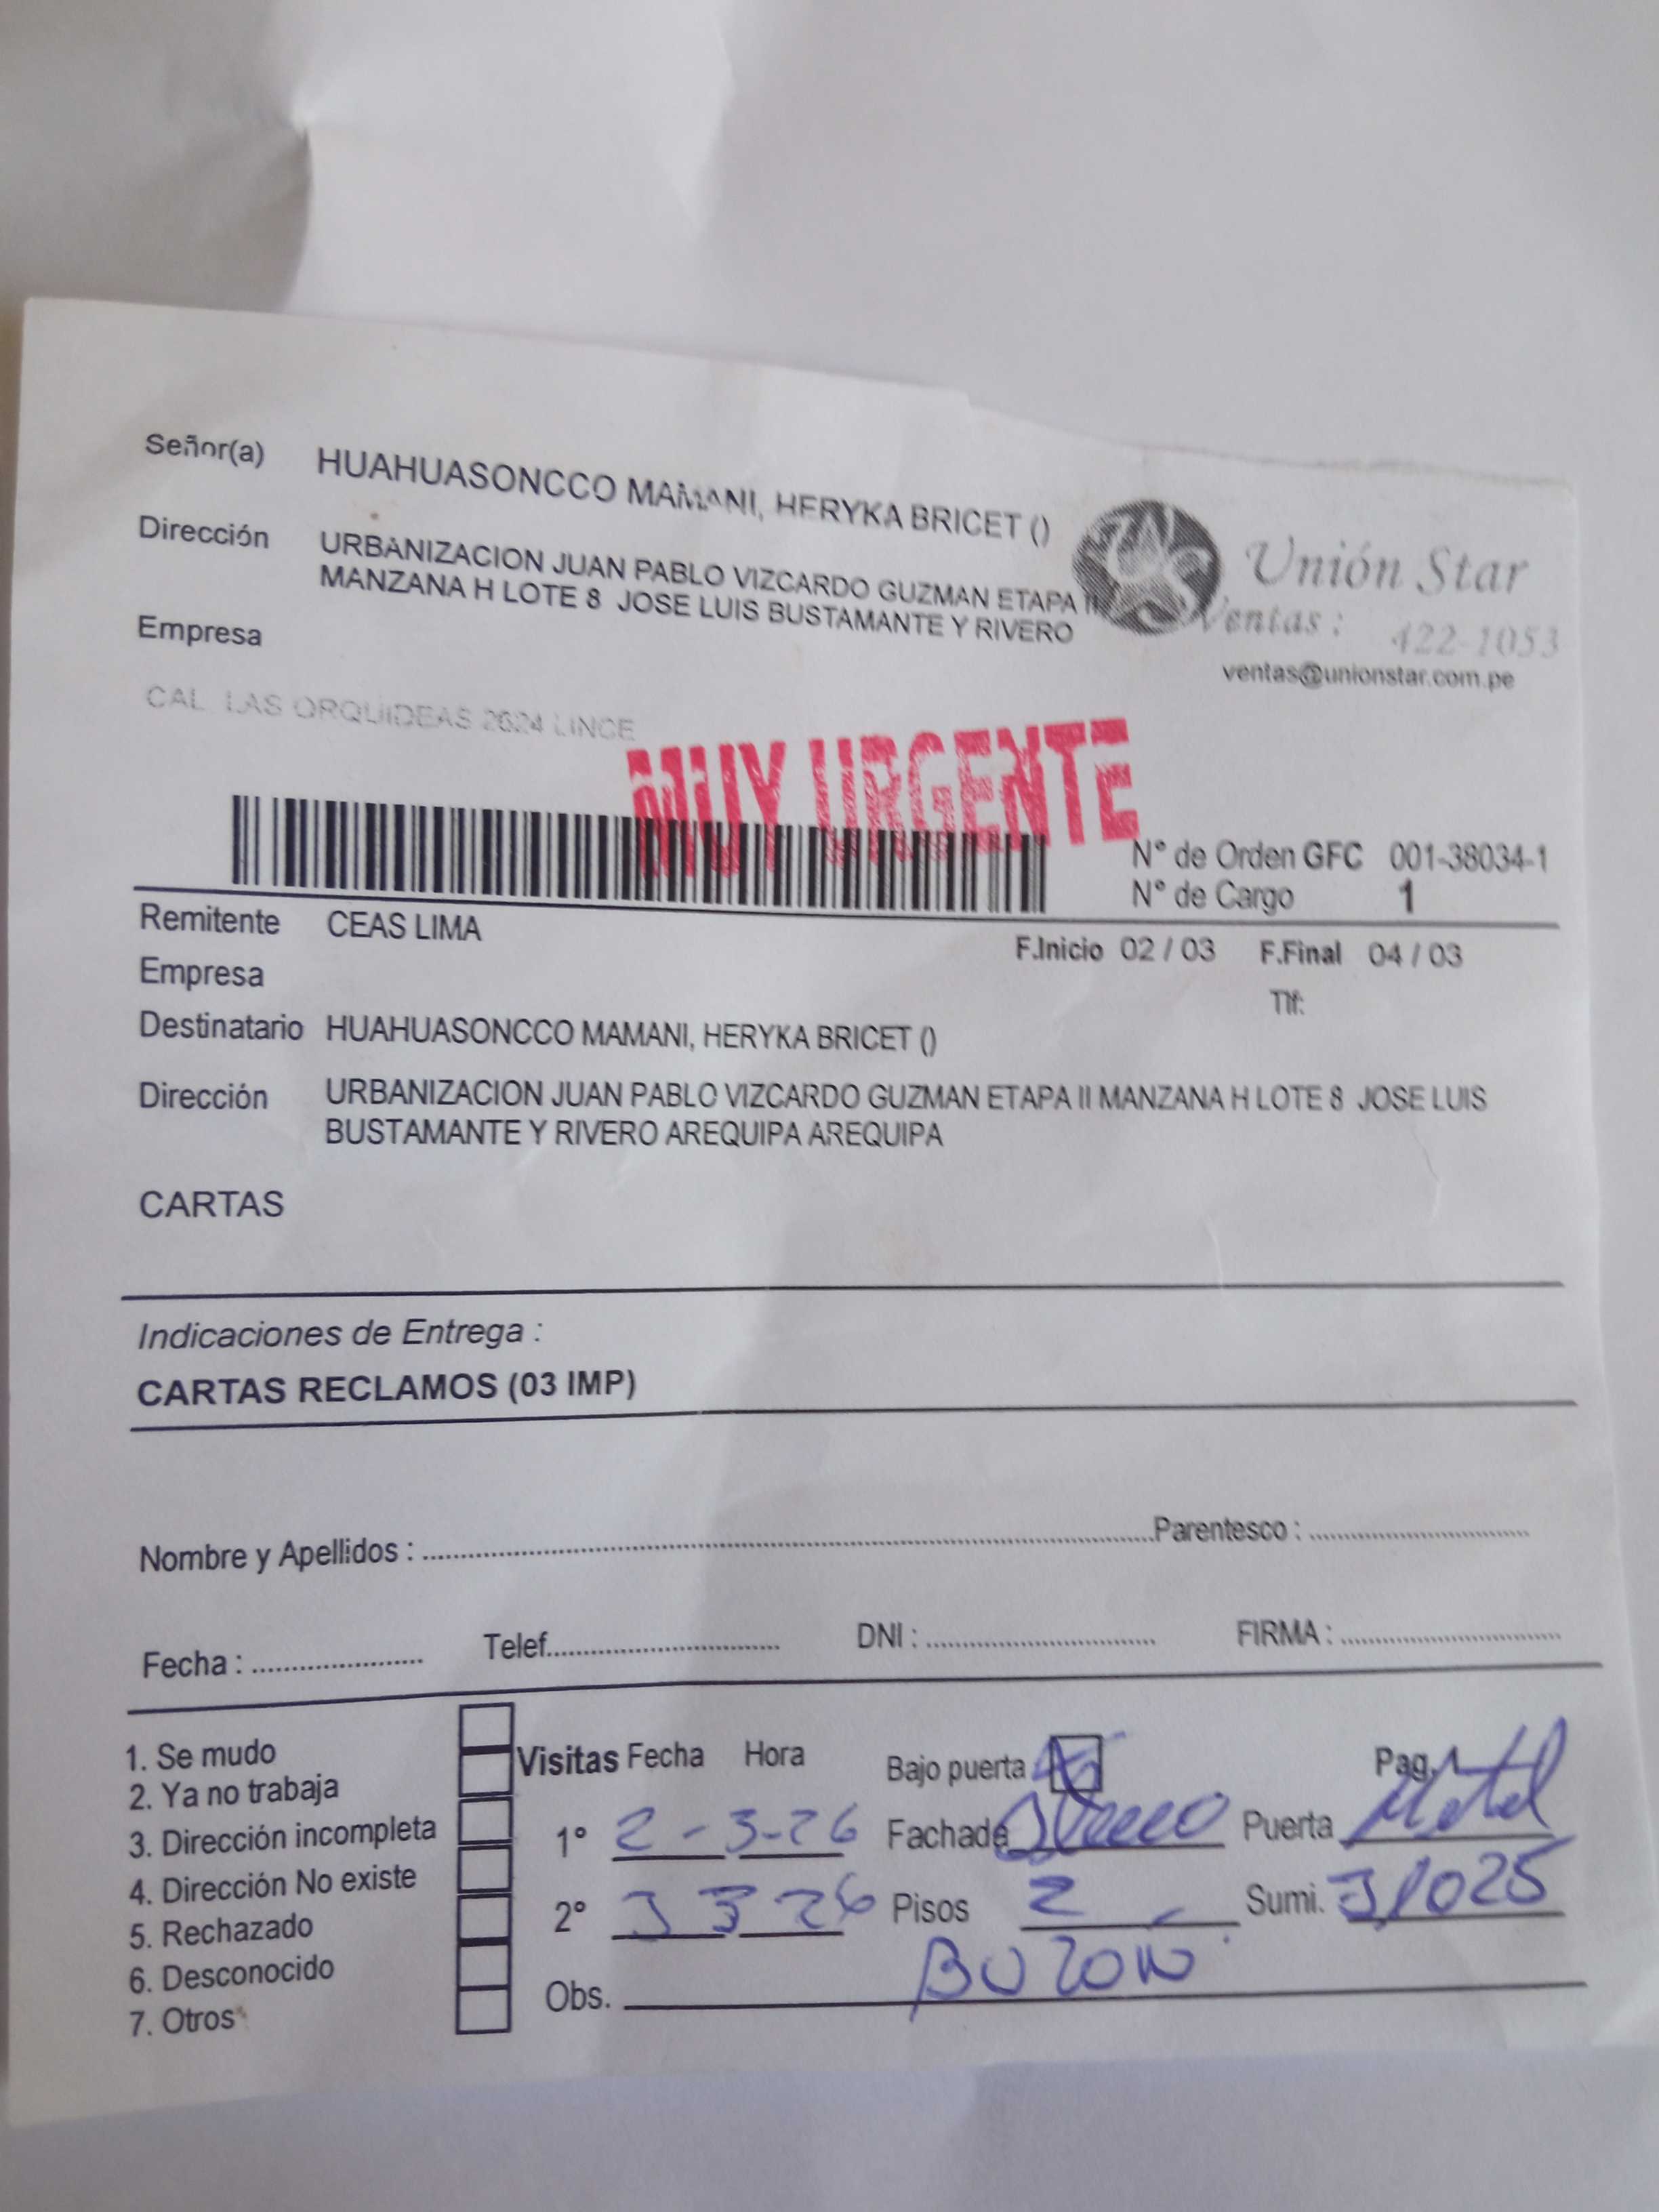 Señor(a) HUAHUASONCCO MAMANI, HERYKA BRICET ()
Dirección URBANIZACION JUAN PABLO VIZCARDO GUZMAN ETAPA II
MANZANA H LOTE 8 JOSE LUIS BUSTAMANTE Y RIVERO
Unión Star
Ventas : 422-1053
ventas@unionstar.com.pe
Empresa
CAL. LAS ORQUIDEAS 2624 LINCE
MUY URGENTE
N° de Orden GFC 001-38034-1
N° de Cargo 1
Remitente CEAS LIMA
F.Inicio 02 / 03 F.Final 04 / 03
Empresa
Tlf:
Destinatario HUAHUASONCCO MAMANI, HERYKA BRICET ()
Dirección URBANIZACION JUAN PABLO VIZCARDO GUZMAN ETAPA II MANZANA H LOTE 8 JOSE LUIS
BUSTAMANTE Y RIVERO AREQUIPA AREQUIPA
CARTAS
Indicaciones de Entrega :
CARTAS RECLAMOS (03 IMP)
Nombre y Apellidos : Parentesco :
Fecha : Telef. DNI : FIRMA :
1. Se mudo
2. Ya no trabaja
3. Dirección incompleta
4. Dirección No existe
5. Rechazado
6. Desconocido
7. Otros
Visitas Fecha Hora Bajo puerta Pag.
1° 2-3-26 Fachada Puerta Metal
2° 3 3 26 Pisos 2 Sumi. 31025
Obs. BUZON